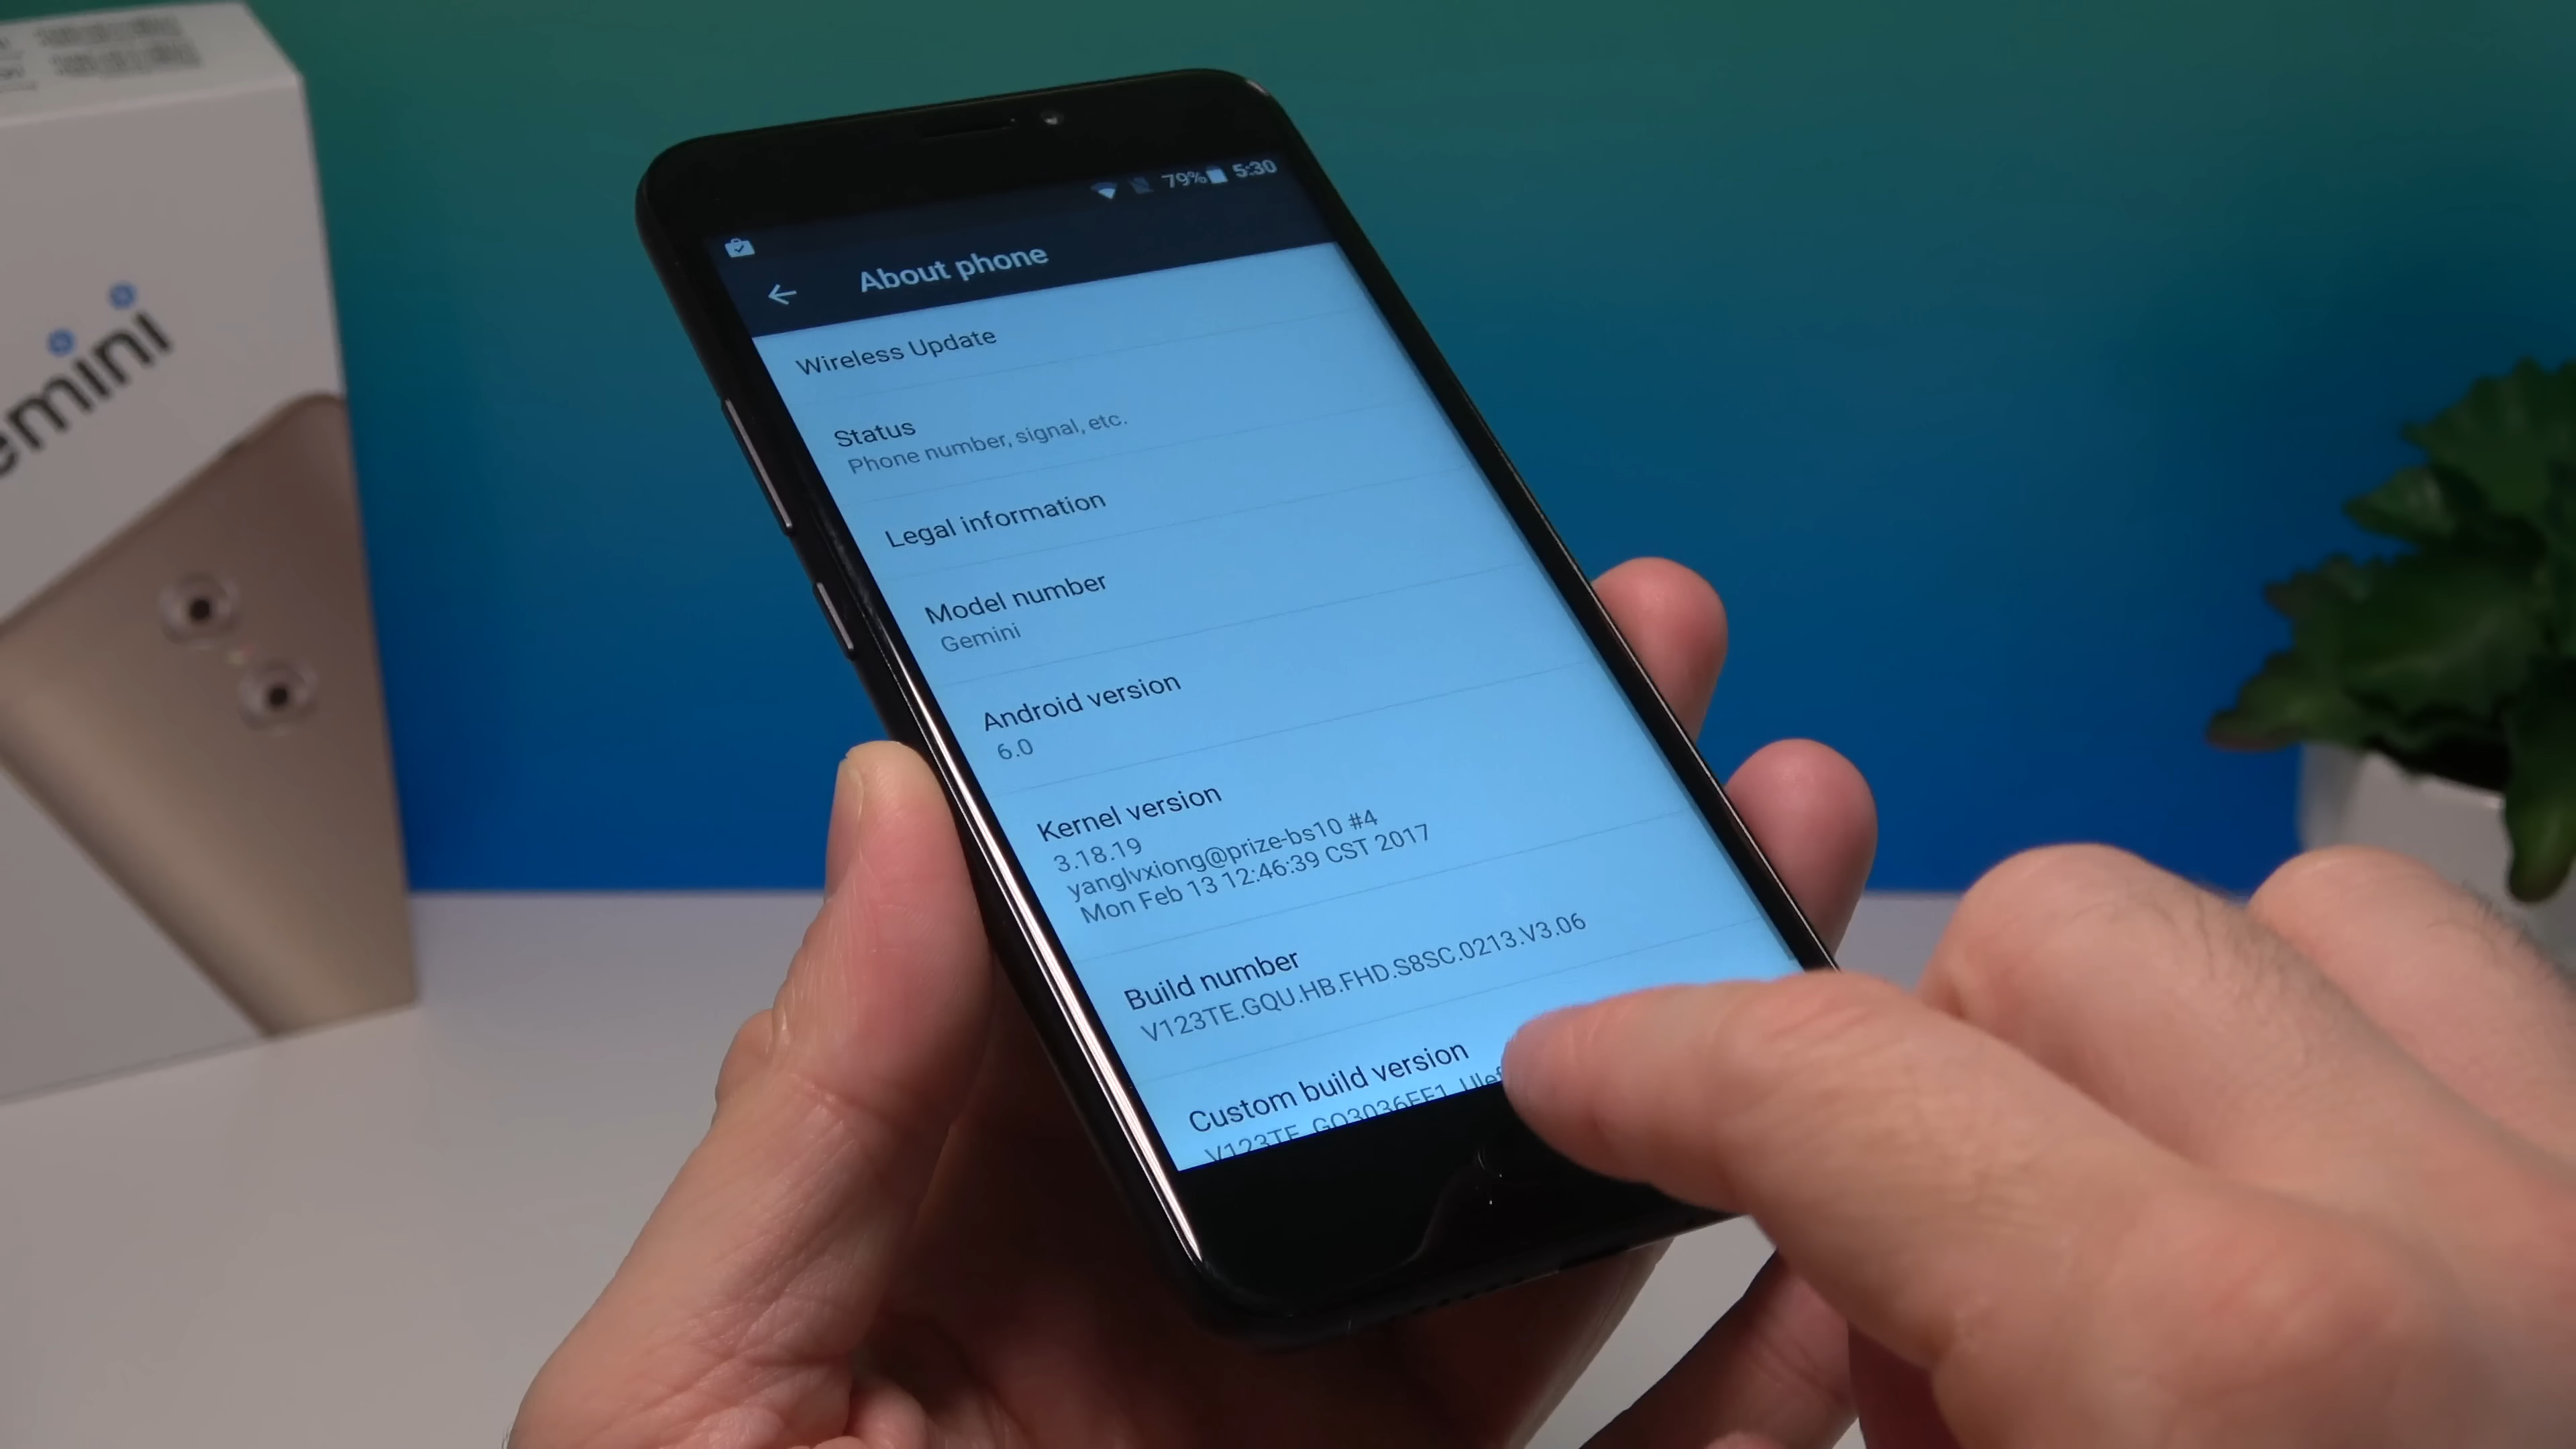 emini
79% 5:30
About phone
Wireless Update
Status
Phone number, signal, etc.
Legal information
Model number
Gemini
Android version
6.0
Kernel version
3.18.19
yanglvxiong@prize-bs10 #4
Mon Feb 13 12:46:39 CST 2017
Build number
V123TE.GQU.HB.FHD.S8SC.0213.V3.06
Custom build version